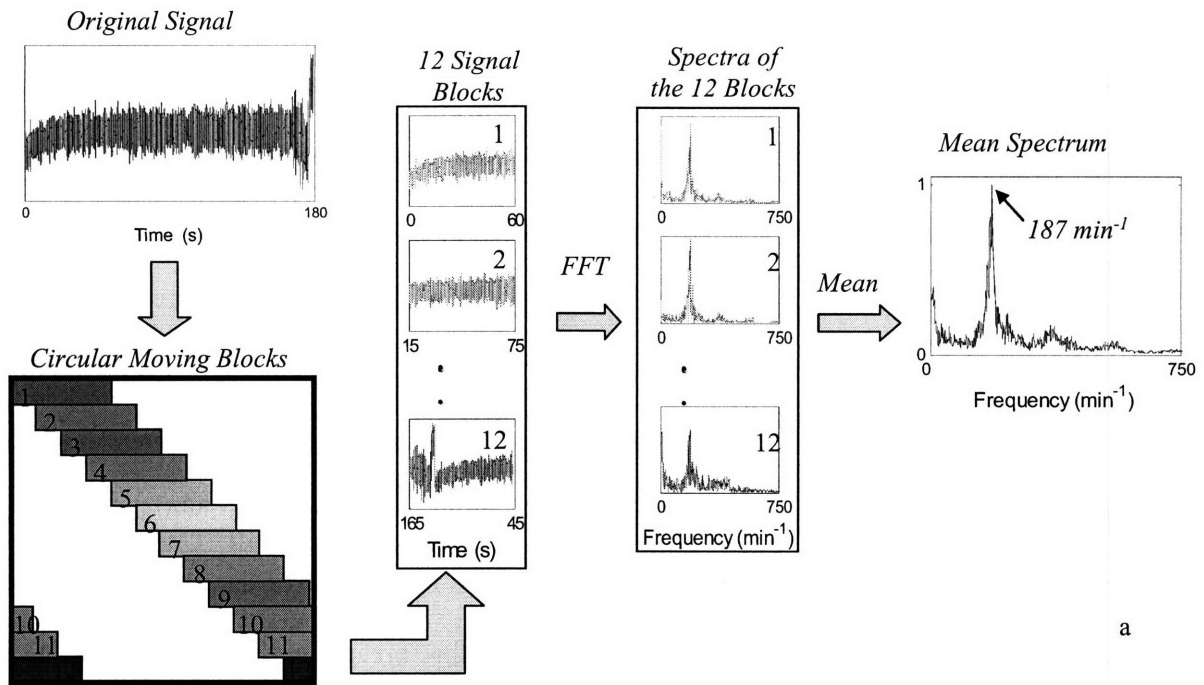 Original Signal
0
180
Time (s)
Circular Moving Blocks
1
2
3
4
5
6
7
8
9
10
10
11
11
12 Signal
Blocks
1
0
60
2
15
75
12
165
45
Time (s)
FFT
Spectra of
the 12 Blocks
1
0
750
2
0
750
12
0
750
Frequency (min-1)
Mean
Mean Spectrum
1
187 min-1
0
0
750
Frequency (min-1)
a